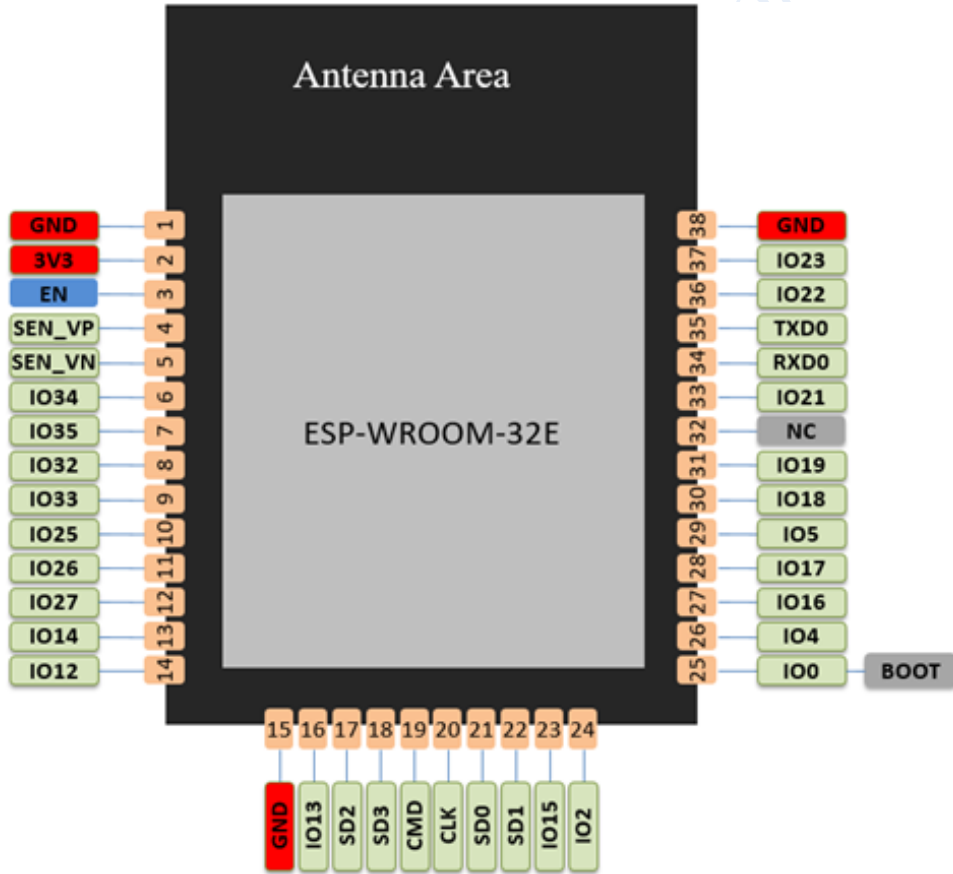 Antenna Area
GND 1 38 GND
3V3 2 37 IO23
EN 3 36 IO22
SEN_VP 4 35 TXD0
SEN_VN 5 34 RXD0
IO34 6 33 IO21
IO35 7 32 NC
IO32 8 31 IO19
IO33 9 30 IO18
IO25 10 29 IO5
IO26 11 28 IO17
IO27 12 27 IO16
IO14 13 26 IO4
IO12 14 25 IO0 BOOT
ESP-WROOM-32E
15 16 17 18 19 20 21 22 23 24
GND IO13 SD2 SD3 CMD CLK SD0 SD1 IO15 IO2